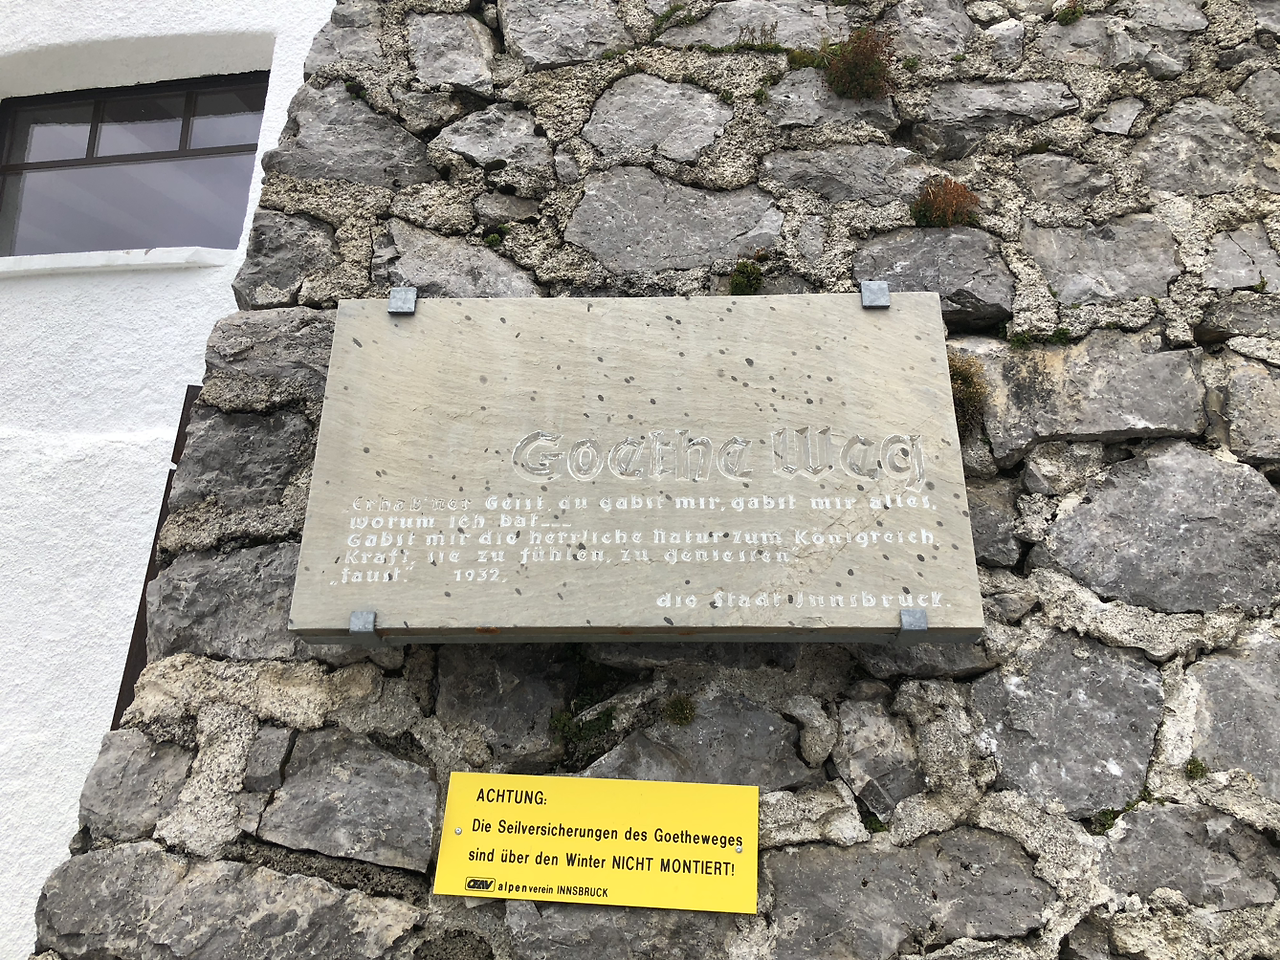 Goethe Weg
Erhab'ner Geist du gabst mir, gabst mir alles,
worum ich bat___
Gabst mir die herrliche Natur zum Königreich
Kraft, sie zu fühlen, zu geniessen."
„faust." 1932.
die Stadt Innsbruck.
ACHTUNG:
Die Seilversicherungen des Goetheweges
sind über den Winter NICHT MONTIERT!
OEAV alpenverein INNSBRUCK